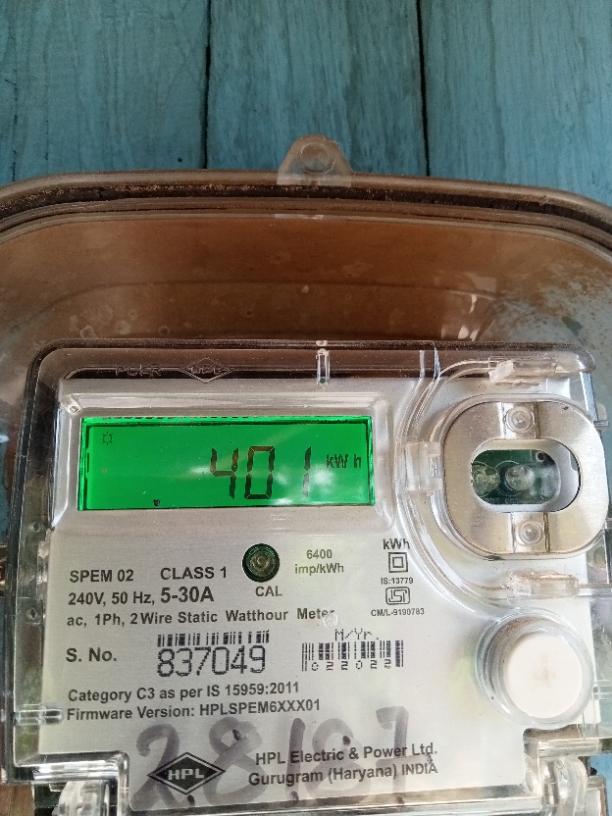 401 kWh
6400
imp/kWh
kWh
SPEM 02 CLASS 1
CAL
240V, 50 Hz, 5-30A
IS:13779
ac, 1Ph, 2Wire Static Watthour Meter
CM/L-9190783
S. No. 837049
M/Yr.
022022
Category C3 as per IS 15959:2011
Firmware Version: HPLSPEM6XXX01
HPL
HPL Electric & Power Ltd.
Gurugram (Haryana) INDIA